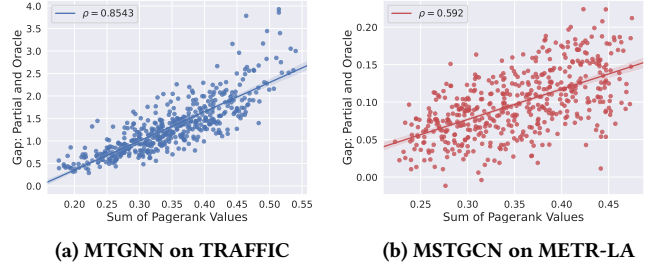 ρ = 0.8543
4.0
3.5
3.0
2.5
2.0
1.5
1.0
0.5
0.0
Gap: Partial and Oracle
0.20 0.25 0.30 0.35 0.40 0.45 0.50 0.55
Sum of Pagerank Values
(a) MTGNN on TRAFFIC
ρ = 0.592
0.20
0.15
0.10
0.05
0.00
Gap: Partial and Oracle
0.25 0.30 0.35 0.40 0.45
Sum of Pagerank Values
(b) MSTGCN on METR-LA